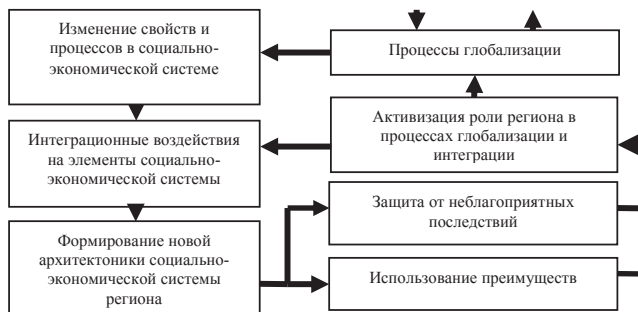 Изменение свойств и
процессов в социально-
экономической системе
Процессы глобализации
Интеграционные воздействия
на элементы социально-
экономической системы
Активизация роли региона в
процессах глобализации и
интеграции
Формирование новой
архитектоники социально-
экономической системы
региона
Защита от неблагоприятных
последствий
Использование преимуществ